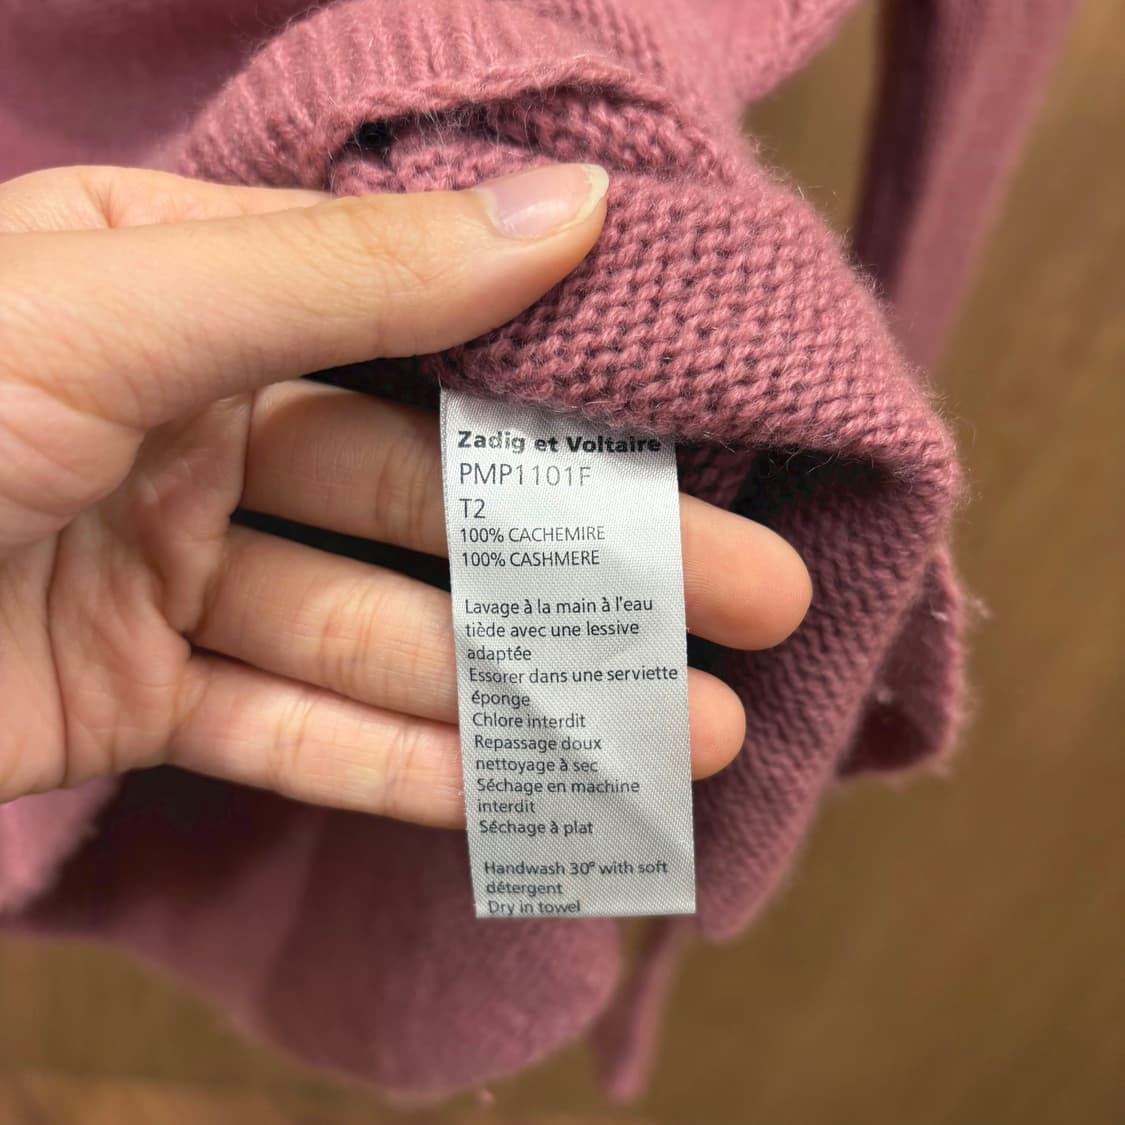 Zadig et Voltaire
PMP1101F
T2
100% CACHEMIRE
100% CASHMERE
Lavage à la main à l'eau
tiède avec une lessive
adaptée
Essorer dans une serviette
éponge
Chlore interdit
Repassage doux
nettoyage à sec
Séchage en machine
interdit
Séchage à plat
Handwash 30° with soft
détergent
Dry in towel